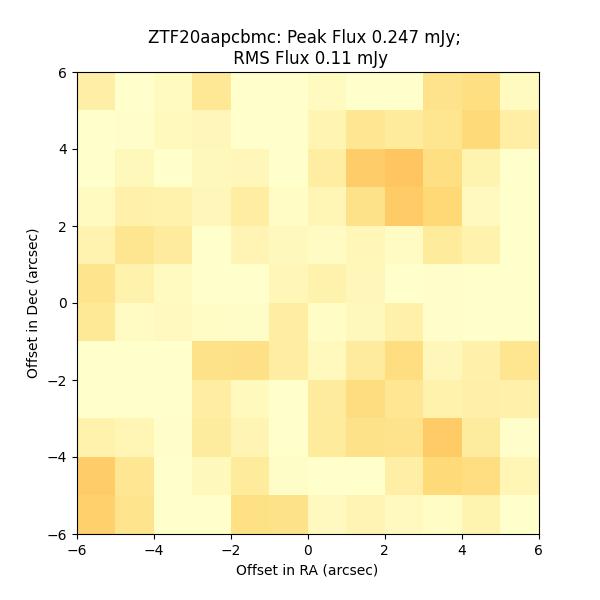 ZTF20aapcbmc: Peak Flux 0.247 mJy;
RMS Flux 0.11 mJy
6
4
2
0
−2
−4
−6
Offset in Dec (arcsec)
−6 −4 −2 0 2 4 6
Offset in RA (arcsec)